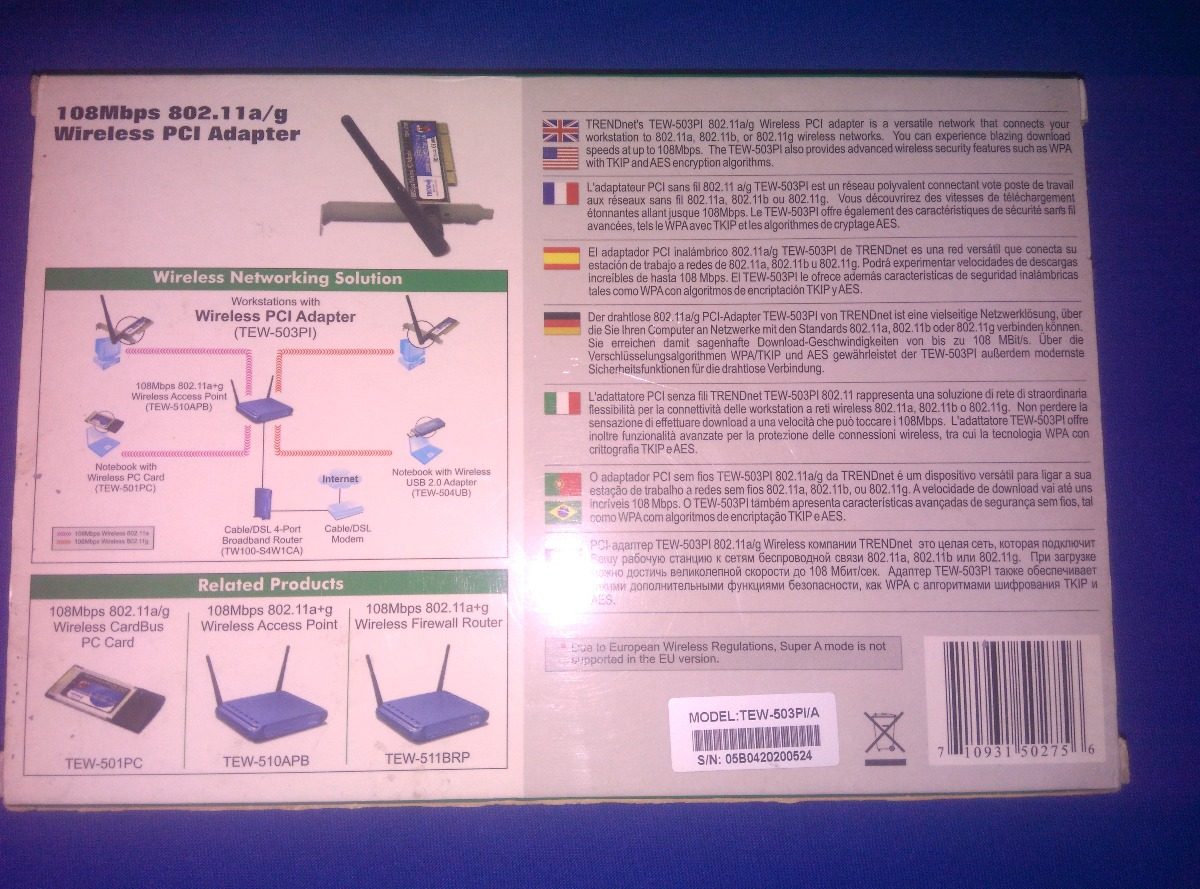 108Mbps 802.11a/g
Wireless PCI Adapter
Wireless Networking Solution
Workstations with
Wireless PCI Adapter
(TEW-503PI)
108Mbps 802.11a+g
Wireless Access Point
(TEW-510APB)
Notebook with
Wireless PC Card
(TEW-501PC)
Internet
Notebook with Wireless
USB 2.0 Adapter
(TEW-504UB)
Cable/DSL 4-Port
Broadband Router
(TW100-S4W1CA)
Cable/DSL
Modem
108Mbps Wireless 802.11a
108Mbps Wireless 802.11g
Related Products
108Mbps 802.11a/g
Wireless CardBus
PC Card
TEW-501PC
108Mbps 802.11a+g
Wireless Access Point
TEW-510APB
108Mbps 802.11a+g
Wireless Firewall Router
TEW-511BRP
TRENDnet's TEW-503PI 802.11a/g Wireless PCI adapter is a versatile network that connects your
workstation to 802.11a, 802.11b, or 802.11g wireless networks. You can experience blazing download
speeds at up to 108Mbps. The TEW-503PI also provides advanced wireless security features such as WPA
with TKIP and AES encryption algorithms.
L'adaptateur PCI sans fil 802.11 a/g TEW-503PI est un réseau polyvalent connectant vote poste de travail
aux réseaux sans fil 802.11a, 802.11b ou 802.11g. Vous découvrirez des vitesses de téléchargement
étonnantes allant jusque 108Mbps. Le TEW-503PI offre également des caractéristiques de sécurité sans fil
avancées, tels le WPA avec TKIP et les algorithmes de cryptage AES.
El adaptador PCI inalámbrico 802.11a/g TEW-503PI de TRENDnet es una red versátil que conecta su
estación de trabajo a redes de 802.11a, 802.11b u 802.11g. Podrá experimentar velocidades de descargas
increíbles de hasta 108 Mbps. El TEW-503PI le ofrece además características de seguridad inalámbricas
tales como WPA con algoritmos de encriptación TKIP y AES.
Der drahtlose 802.11a/g PCI-Adapter TEW-503PI von TRENDnet ist eine vielseitige Netzwerklösung, über
die Sie Ihren Computer an Netzwerke mit den Standards 802.11a, 802.11b oder 802.11g verbinden können.
Sie erreichen damit sagenhafte Download-Geschwindigkeiten von bis zu 108 MBit/s. Über die
Verschlüsselungsalgorithmen WPA/TKIP und AES gewährleistet der TEW-503PI außerdem modernste
Sicherheitsfunktionen für die drahtlose Verbindung.
L'adattatore PCI senza fili TRENDnet TEW-503PI 802.11 rappresenta una soluzione di rete di straordinaria
flessibilità per la connettività delle workstation a reti wireless 802.11a, 802.11b o 802.11g. Non perdere la
sensazione di effettuare download a una velocità che può toccare i 108Mbps. L'adattatore TEW-503PI offre
inoltre funzionalità avanzate per la protezione delle connessioni wireless, tra cui la tecnologia WPA con
crittografia TKIP e AES.
O adaptador PCI sem fios TEW-503PI 802.11a/g da TRENDnet é um dispositivo versátil para ligar a sua
estação de trabalho a redes sem fios 802.11a, 802.11b, ou 802.11g. A velocidade de download vai até uns
incríveis 108 Mbps. O TEW-503PI também apresenta características avançadas de segurança sem fios, tal
como WPA com algoritmos de encriptação TKIP e AES.
PCI-адаптер TEW-503PI 802.11a/g Wireless компании TRENDnet это целая сеть, которая подключит
Вашу рабочую станцию к сетям беспроводной связи 802.11a, 802.11b или 802.11g. При загрузке
можно достичь великолепной скорости до 108 Мбит/сек. Адаптер TEW-503PI также обеспечивает
дополнительными функциями безопасности, как WPA с алгоритмами шифрования TKIP и
AES.
* Due to European Wireless Regulations, Super A mode is not
supported in the EU version.
MODEL:TEW-503PI/A
S/N: 05B0420200524
7 10931 50275 6